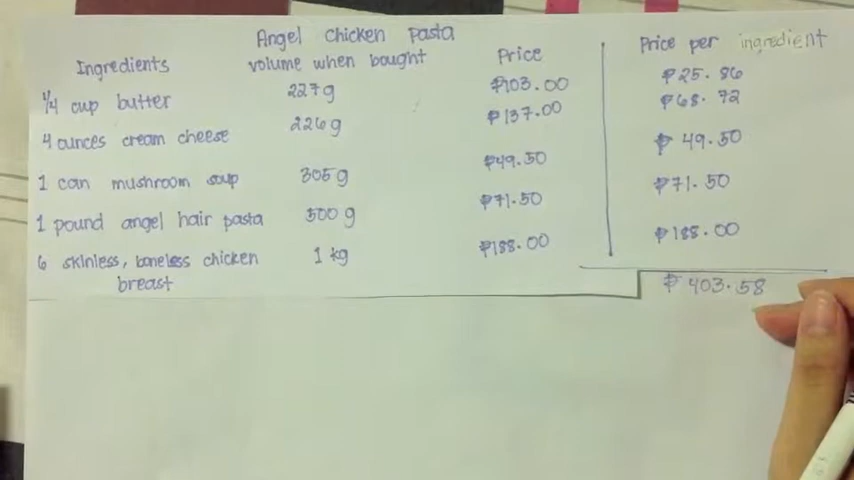 Angel Chicken Pasta
Ingredients volume when bought Price Price per ingredient
1/4 cup butter 227g ₱103.00 ₱25.86
4 ounces cream cheese 226g ₱137.00 ₱68.72
1 can mushroom soup 305g ₱49.50 ₱ 49.50
1 pound angel hair pasta 500g ₱71.50 ₱71.50
6 skinless, boneless chicken 1 kg ₱188.00 ₱188.00
breast
₱ 403.58